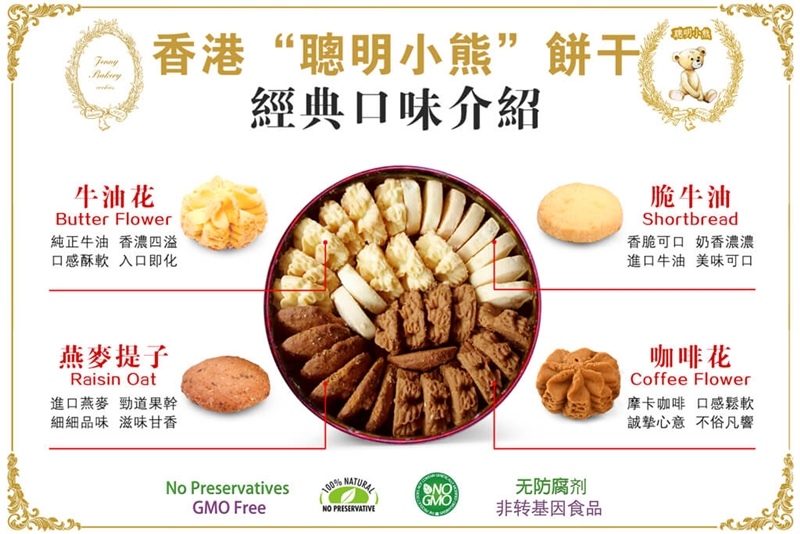 Jenny
Bakery
cookies
香港“聰明小熊”餅干
經典口味介紹
聰明小熊
牛油花
Butter Flower
純正牛油 香濃四溢
口感酥軟 入口即化
脆牛油
Shortbread
香脆可口 奶香濃濃
進口牛油 美味可口
燕麥提子
Raisin Oat
進口燕麥 勁道果幹
細細品味 滋味甘香
咖啡花
Coffee Flower
摩卡咖啡 口感鬆軟
誠摯心意 不俗凡響
No Preservatives
GMO Free
100% NATURAL
NO PRESERVATIVE
NO
GMO
无防腐剂
非转基因食品